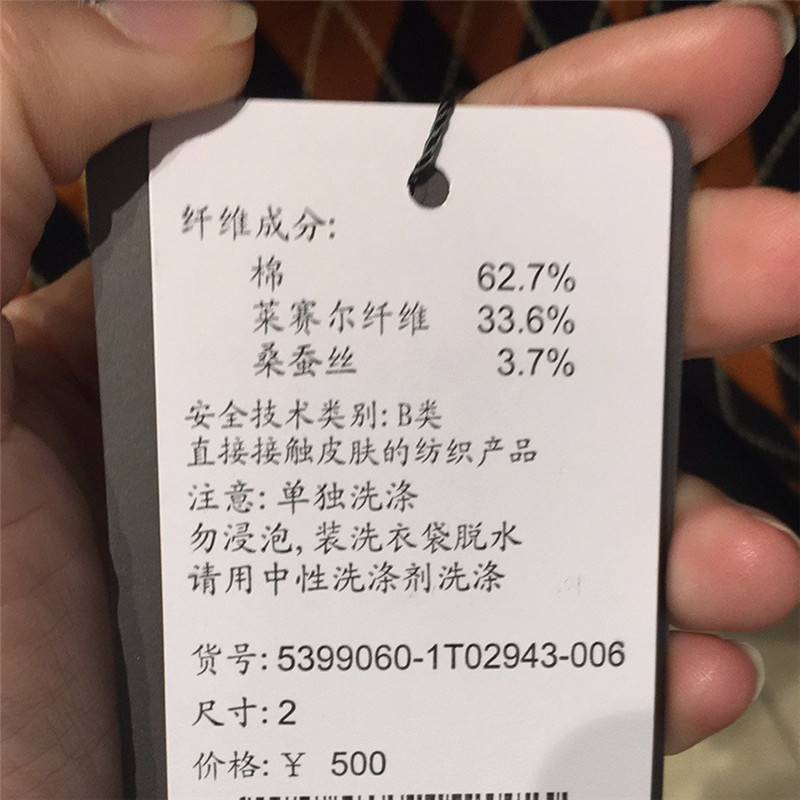 纤维成分:
棉 62.7%
莱赛尔纤维 33.6%
桑蚕丝 3.7%
安全技术类别: B类
直接接触皮肤的纺织产品
注意: 单独洗涤
勿浸泡, 装洗衣袋脱水
请用中性洗涤剂洗涤
货号: 5399060-1T02943-006
尺寸: 2
价格: ¥ 500